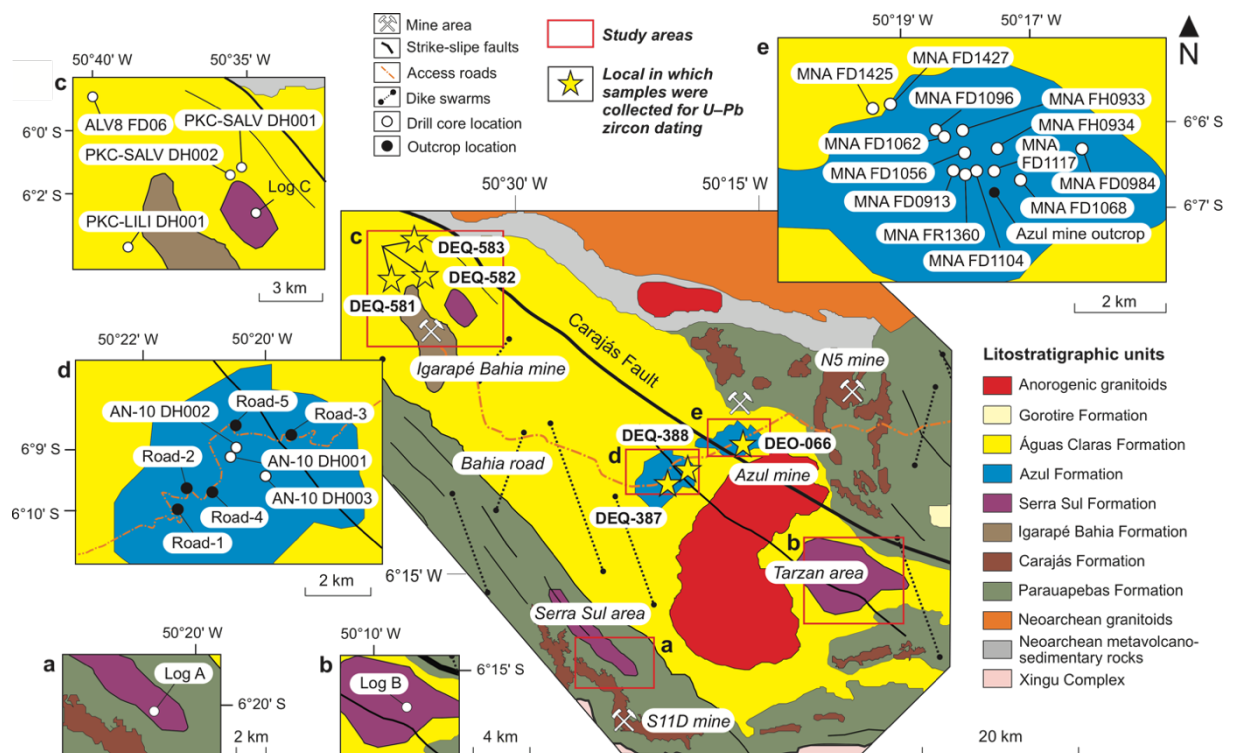 50°40' W
50°35' W
c
ALV8 FD06
PKC-SALV DH001
6°0' S
PKC-SALV DH002
Log C
6°2' S
PKC-LILI DH001
3 km
Mine area
Strike-slipe faults
Access roads
Dike swarms
Drill core location
Outcrop location
Study areas
Local in which
samples were
collected for U–Pb
zircon dating
50°19' W
50°17' W
N
e
MNA FD1425
MNA FD1427
MNA FD1096
MNA FH0933
MNA FH0934
6°6' S
MNA FD1062
MNA
FD1117
MNA FD1056
MNA FD0984
MNA FD0913
MNA FD1068
6°7' S
MNA FR1360
Azul mine outcrop
MNA FD1104
2 km
50°30' W
50°15' W
c
DEQ-583
DEQ-582
DEQ-581
Carajás Fault
Igarapé Bahia mine
N5 mine
e
DEQ-388
DEO-066
d
Bahia road
Azul mine
DEQ-387
b
6°15' W
Tarzan area
Serra Sul area
a
S11D mine
20 km
50°22' W
50°20' W
d
AN-10
DH002
Road-5
Road-3
6°9' S
Road-2
AN-10 DH001
AN-10 DH003
6°10' S
Road-4
Road-1
2 km
50°20' W
a
Log A
6°20' S
2 km
50°10' W
b
6°15' S
Log B
4 km
Litostratigraphic units
Anorogenic granitoids
Gorotire Formation
Águas Claras Formation
Azul Formation
Serra Sul Formation
Igarapé Bahia Formation
Carajás Formation
Parauapebas Formation
Neoarchean granitoids
Neoarchean metavolcano-
sedimentary rocks
Xingu Complex